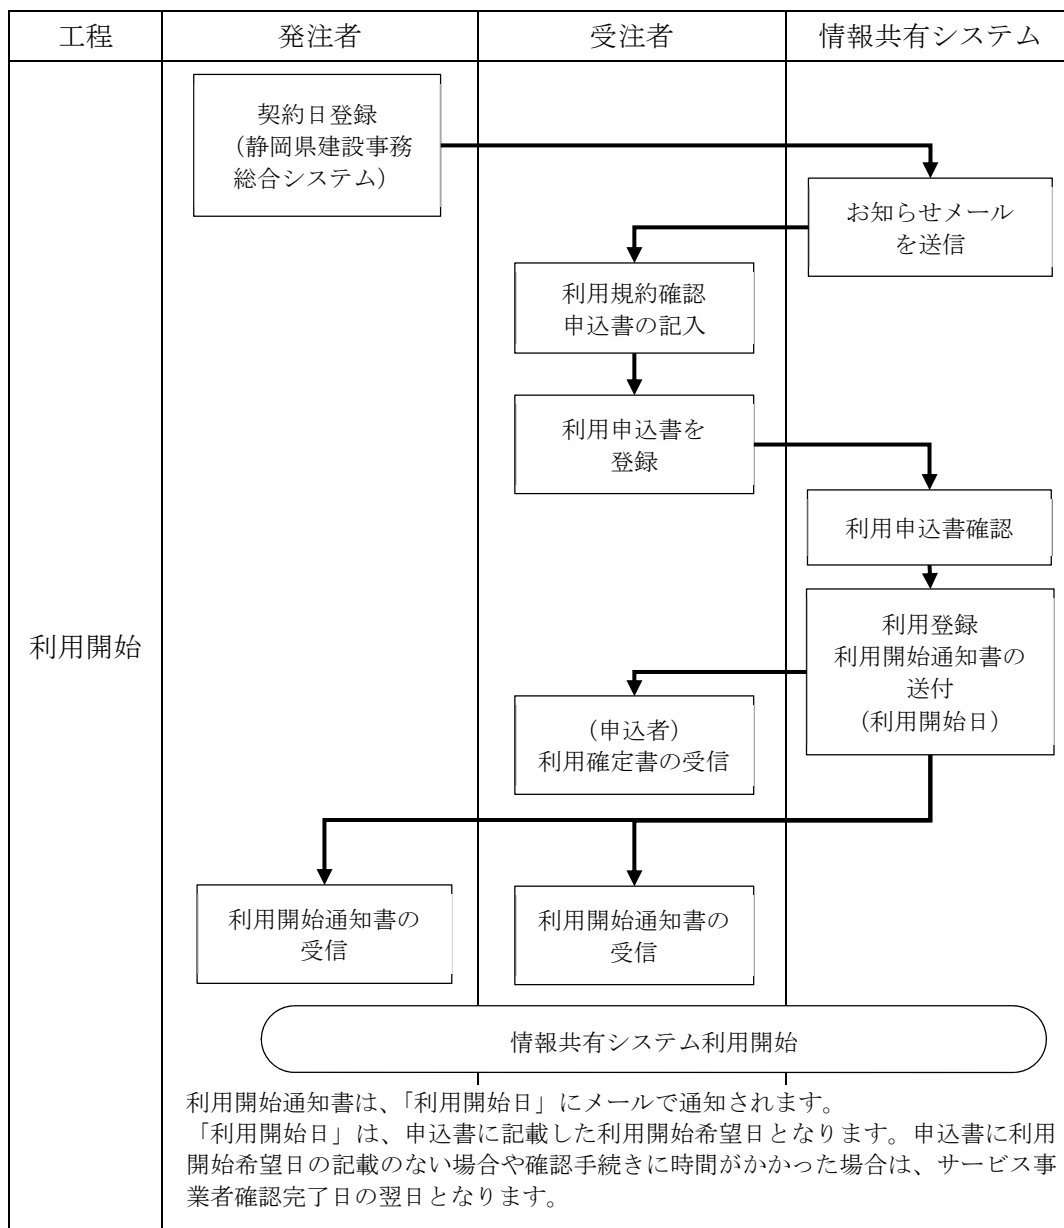 工程
発注者
受注者
情報共有システム
契約日登録
（静岡県建設事務
総合システム）
お知らせメール
を送信
利用規約確認
申込書の記入
利用申込書を
登録
利用申込書確認
利用登録
利用開始通知書の
送付
（利用開始日）
利用開始
（申込者）
利用確定書の受信
利用開始通知書の
受信
利用開始通知書の
受信
情報共有システム利用開始
利用開始通知書は、「利用開始日」にメールで通知されます。
「利用開始日」は、申込書に記載した利用開始希望日となります。申込書に利用
開始希望日の記載のない場合や確認手続きに時間がかかった場合は、サービス事
業者確認完了日の翌日となります。